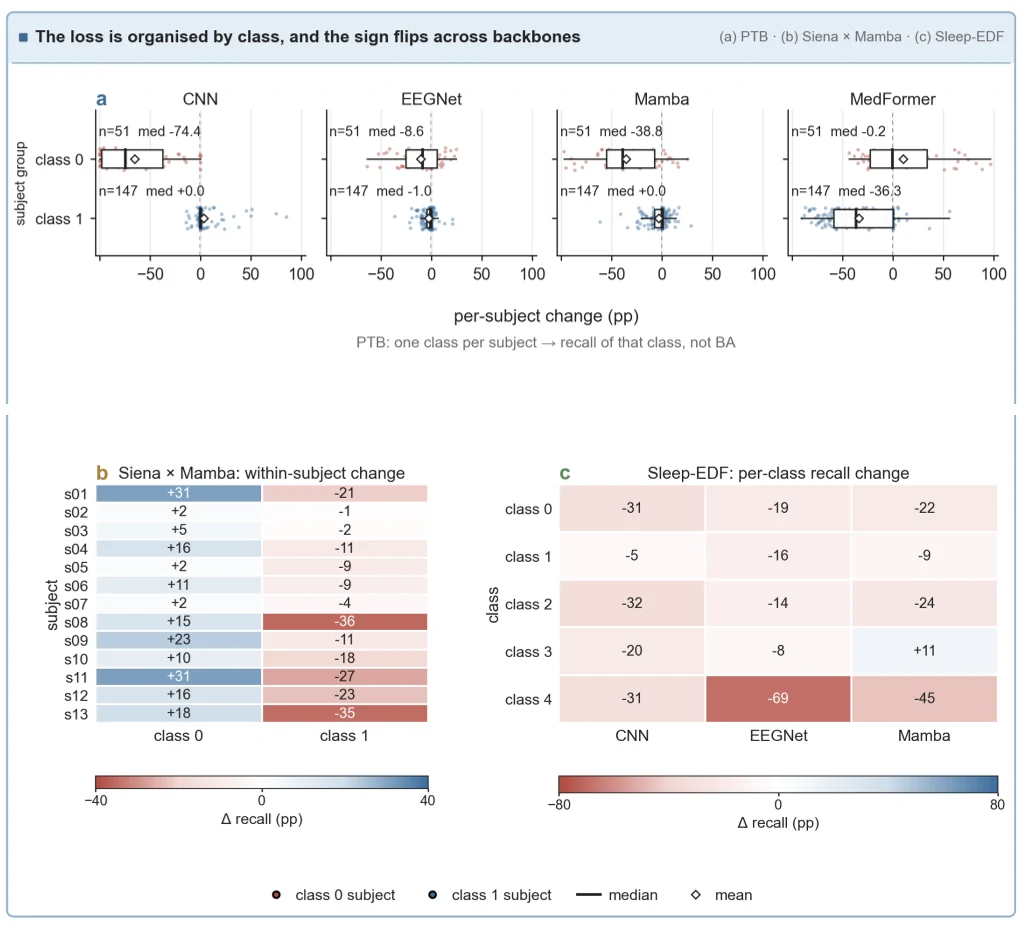 The loss is organised by class, and the sign flips across backbones
(a) PTB · (b) Siena × Mamba · (c) Sleep-EDF
a CNN EEGNet Mamba MedFormer
n=51 med -74.4 n=51 med -8.6 n=51 med -38.8 n=51 med -0.2
class 0
n=147 med +0.0 n=147 med -1.0 n=147 med +0.0 n=147 med -36.3
class 1
subject group
−50 0 50 100 −50 0 50 100 −50 0 50 100 −50 0 50 100
per-subject change (pp)
PTB: one class per subject → recall of that class, not BA
b Siena × Mamba: within-subject change
s01 +31 -21
s02 +2 -1
s03 +5 -2
s04 +16 -11
s05 +2 -9
s06 +11 -9
s07 +2 -4
s08 +15 -36
s09 +23 -11
s10 +10 -18
s11 +31 -27
s12 +16 -23
s13 +18 -35
subject
class 0 class 1
−40 0 40
Δ recall (pp)
c Sleep-EDF: per-class recall change
class 0 -31 -19 -22
class 1 -5 -16 -9
class 2 -32 -14 -24
class 3 -20 -8 +11
class 4 -31 -69 -45
class
CNN EEGNet Mamba
−80 0 80
Δ recall (pp)
class 0 subject class 1 subject median mean